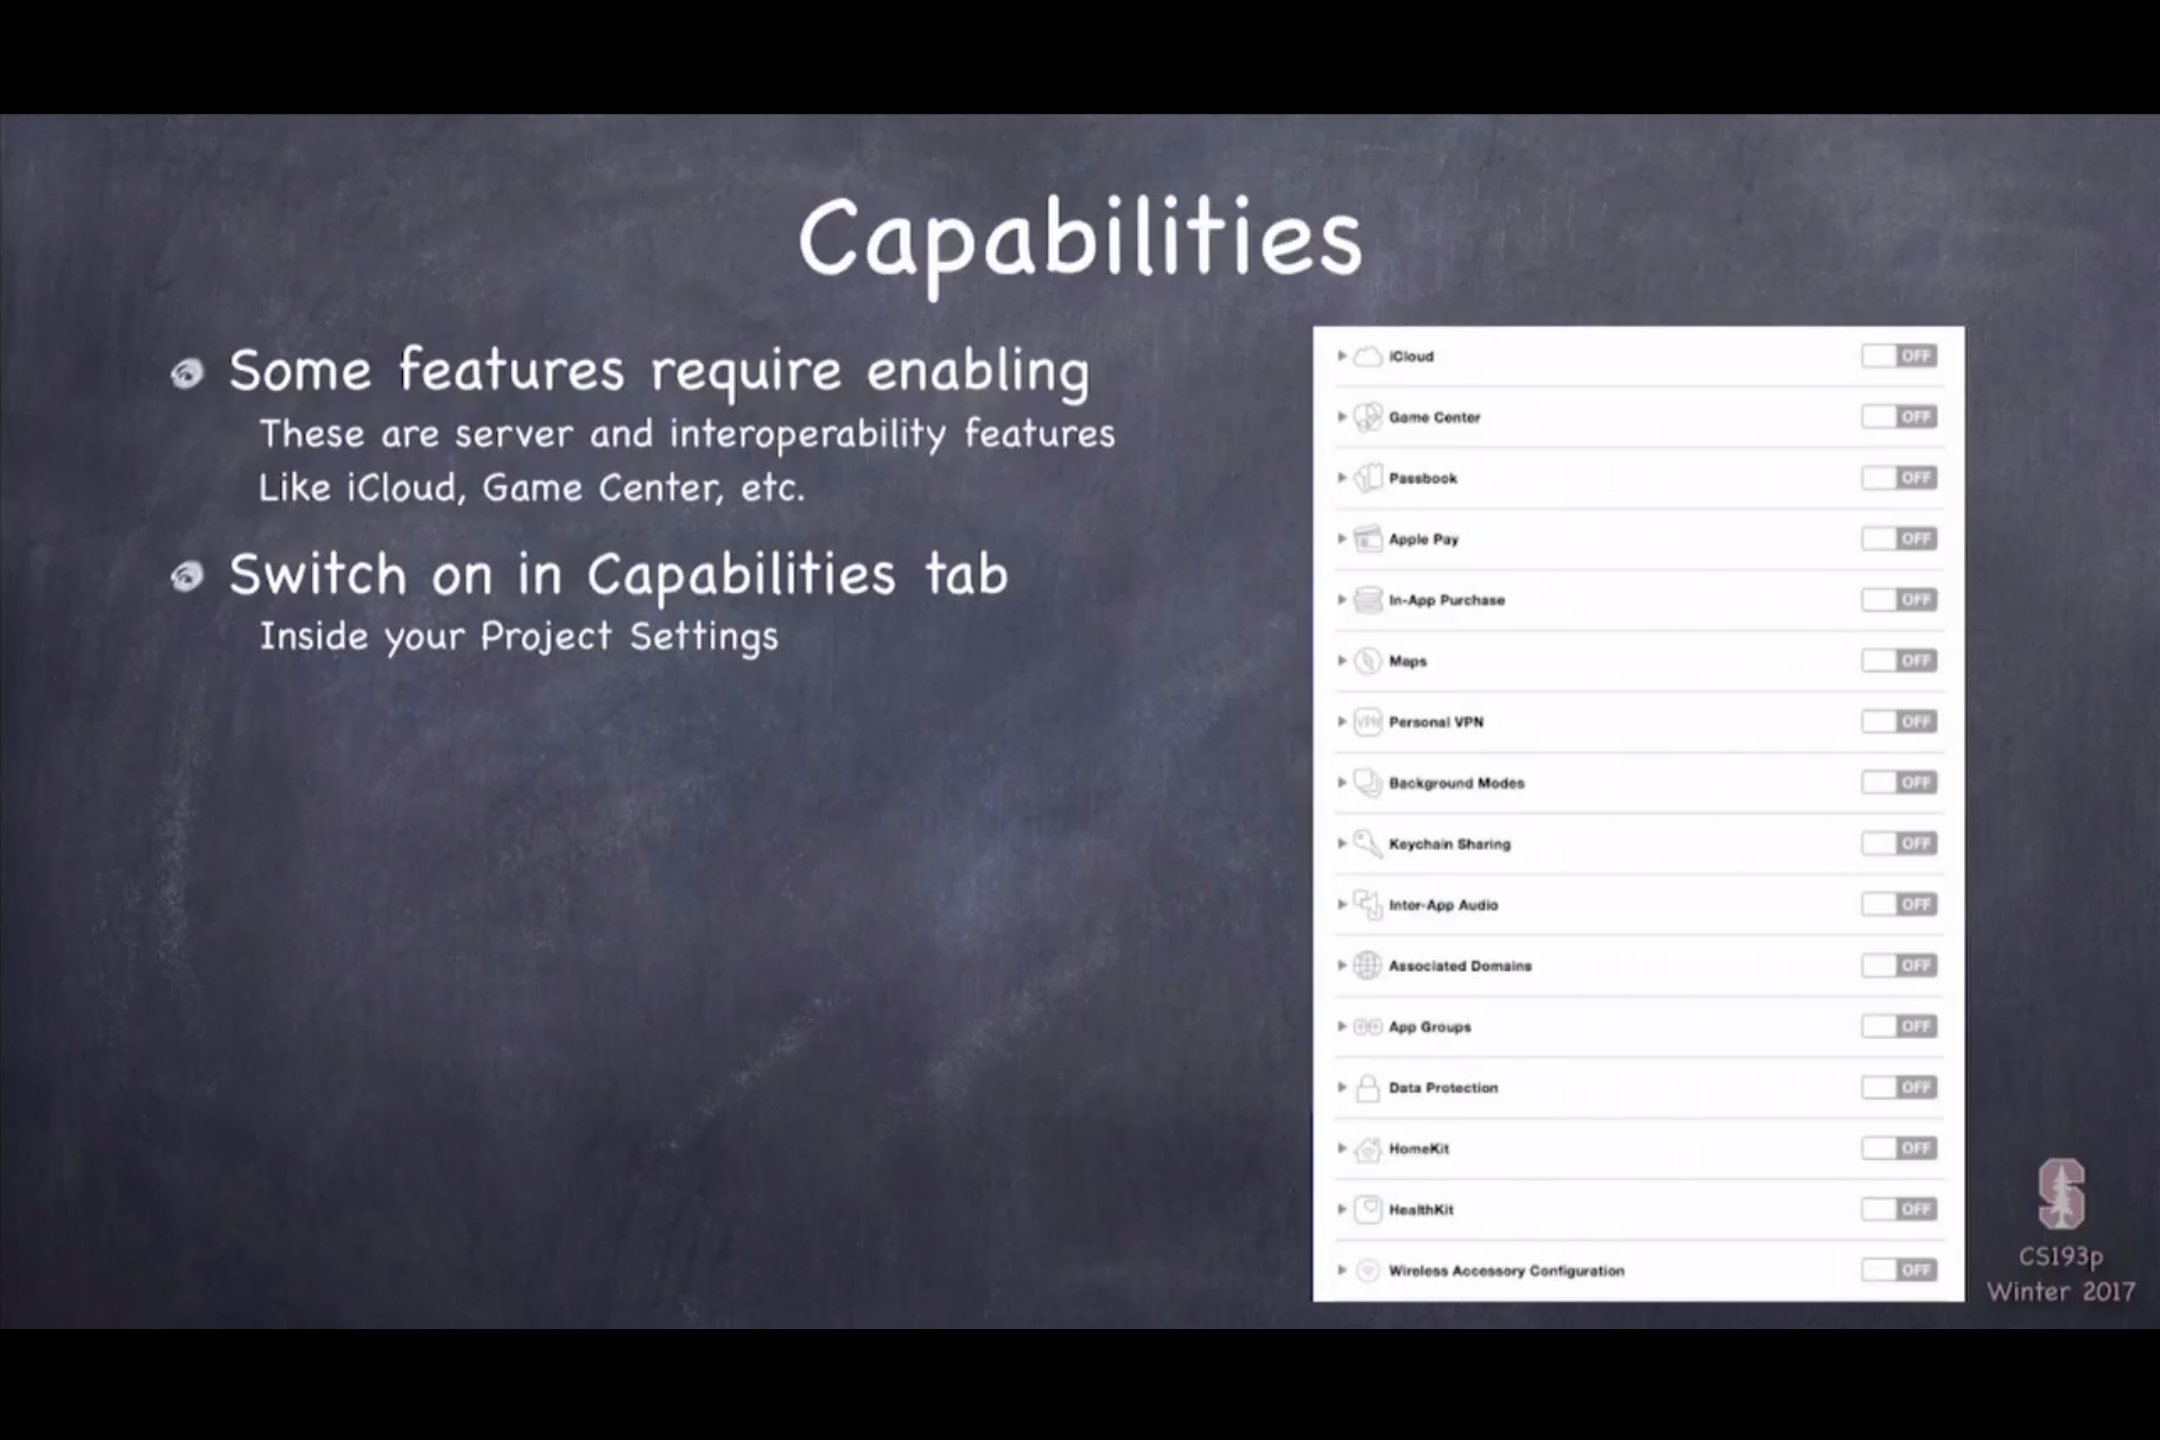 Capabilities
Some features require enabling
These are server and interoperability features
Like iCloud, Game Center, etc.
Switch on in Capabilities tab
Inside your Project Settings
iCloud OFF
Game Center OFF
Passbook OFF
Apple Pay OFF
In-App Purchase OFF
Maps OFF
VPN Personal VPN OFF
Background Modes OFF
Keychain Sharing OFF
Inter-App Audio OFF
Associated Domains OFF
App Groups OFF
Data Protection OFF
HomeKit OFF
HealthKit OFF
Wireless Accessory Configuration OFF
S
CS193p
Winter 2017